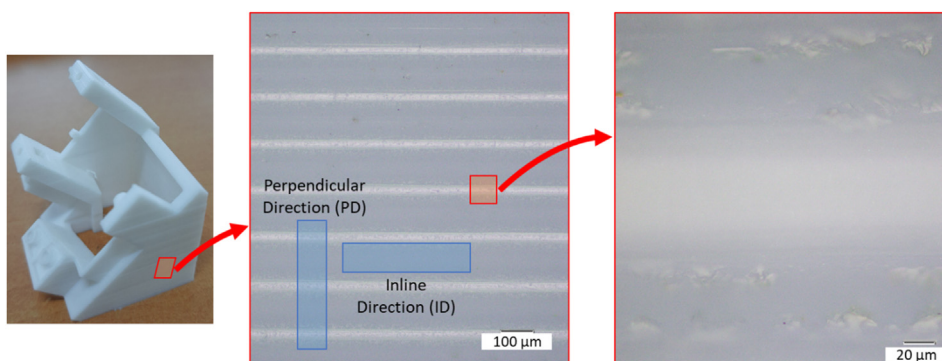 Perpendicular
Direction (PD)
Inline
Direction (ID)
100 µm
20 µm